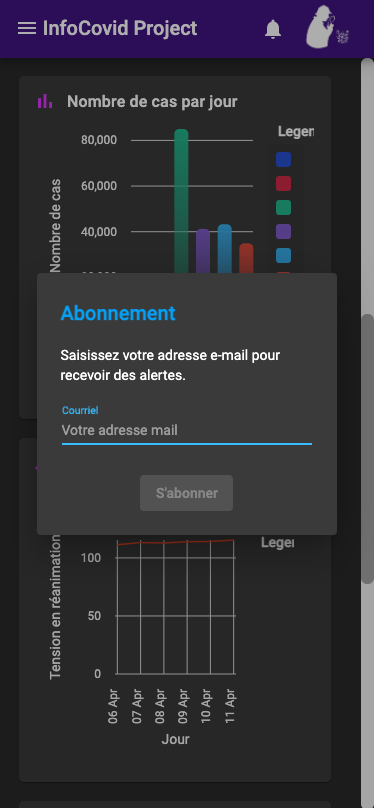 InfoCovid Project
Nombre de cas par jour
Legen
80,000
60,000
40,000
Nombre de cas
Abonnement
Saisissez votre adresse e-mail pour
recevoir des alertes.
Courriel
Votre adresse mail
S'abonner
Legen
100
50
0
Tension en réanimation
06 Apr
07 Apr
08 Apr
09 Apr
10 Apr
11 Apr
Jour